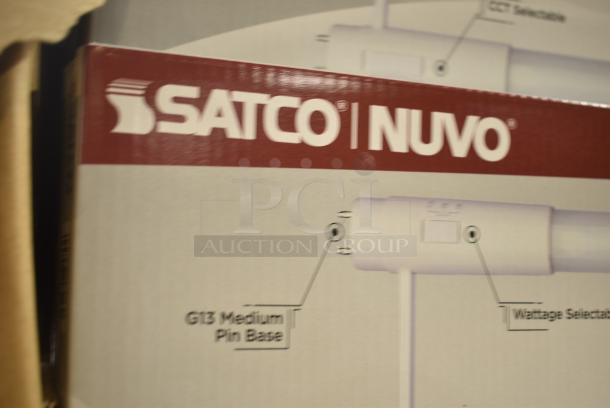 CCT Selectable
SATCO® | NUVO®
PCI
AUCTION GROUP
G13 Medium
Pin Base
Wattage Selectab